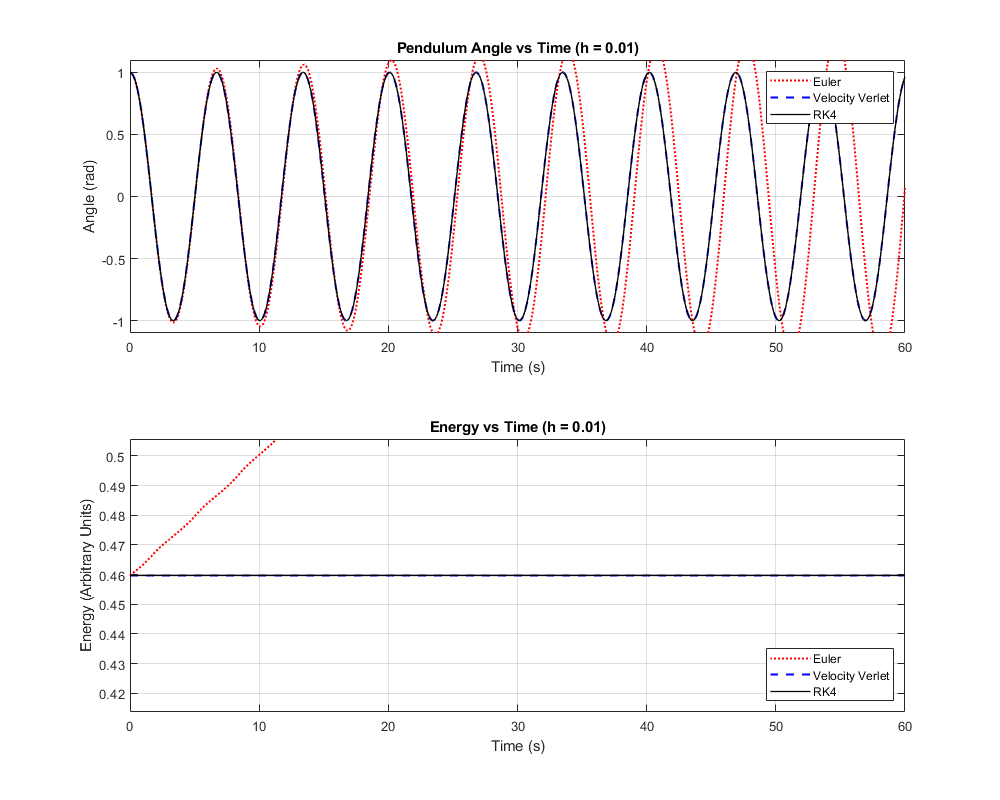 Pendulum Angle vs Time (h = 0.01)
1
0.5
0
-0.5
-1
Angle (rad)
Euler
Velocity Verlet
RK4
0 10 20 30 40 50 60
Time (s)
Energy vs Time (h = 0.01)
0.5
0.49
0.48
0.47
0.46
0.45
0.44
0.43
0.42
Energy (Arbitrary Units)
Euler
Velocity Verlet
RK4
0 10 20 30 40 50 60
Time (s)